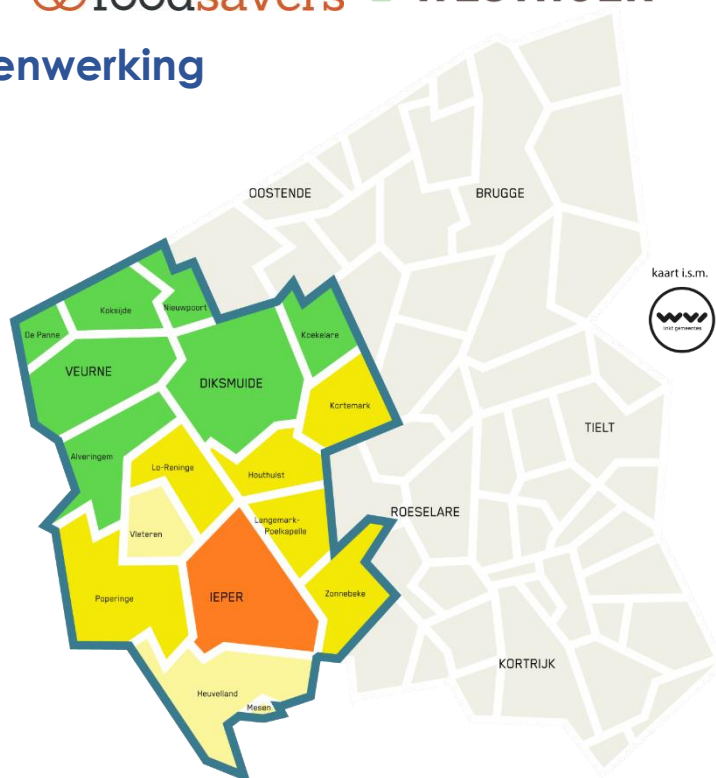 foodsavers
enwerking
OOSTENDE
BRUGGE
kaart i.s.m.
Koksijde
Nieuwpoort
De Panne
Koekelare
VEURNE
DIKSMUIDE
Kortemark
TIELT
Alveringem
Lo-Reninge
Houthulst
ROESELARE
Langemark-
Poelkapelle
Vleteren
Poperinge
IEPER
Zonnebeke
KORTRIJK
Heuvelland
Mesen